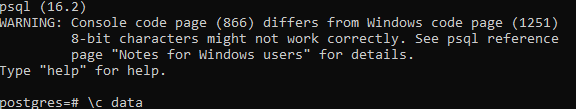 psql (16.2)
WARNING: Console code page (866) differs from Windows code page (1251)
8-bit characters might not work correctly. See psql reference
page "Notes for Windows users" for details.
Type "help" for help.
postgres=# \c data